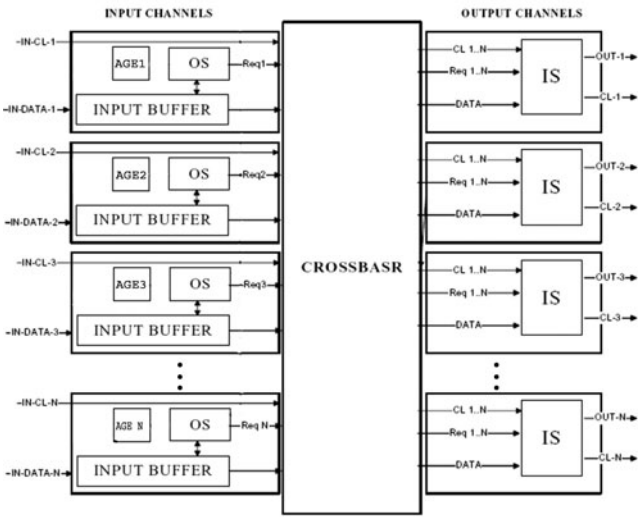 INPUT CHANNELS
OUTPUT CHANNELS
IN-CL-1
AGE1
OS
Req1
IN-DATA-1
INPUT BUFFER
IN-CL-2
AGE2
OS
Req2
IN-DATA-2
INPUT BUFFER
IN-CL-3
AGE3
OS
Req3
IN-DATA-3
INPUT BUFFER
IN-CL-N
AGE N
OS
Req N
IN-DATA-N
INPUT BUFFER
CROSSBASR
CL 1..N
Req 1..N
DATA
IS
OUT-1
CL-1
CL 1..N
Req 1..N
DATA
IS
OUT-2
CL-2
CL 1..N
Req 1..N
DATA
IS
OUT-3
CL-3
CL 1..N
Req 1..N
DATA
IS
OUT-N
CL-N